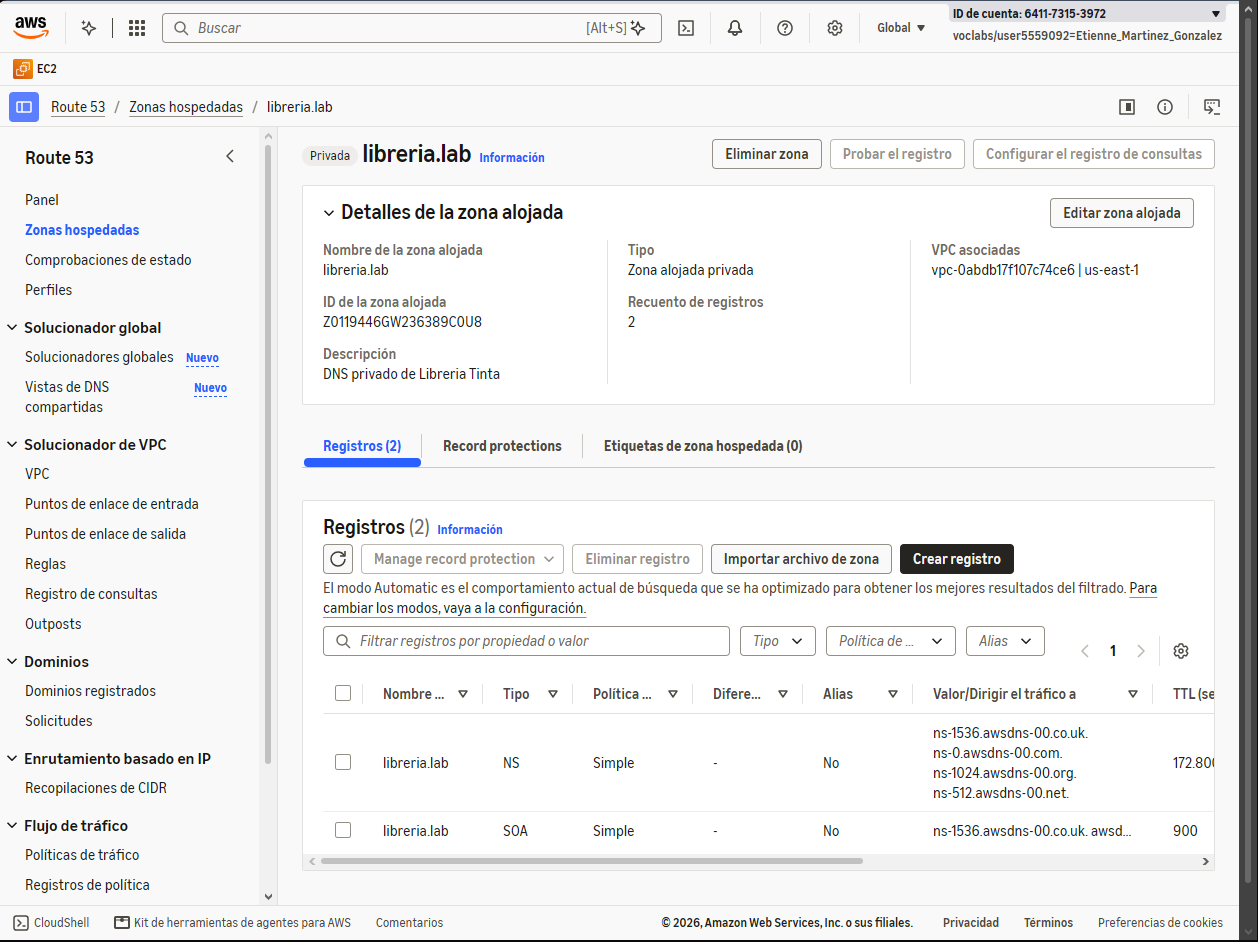 aws
Buscar
[Alt+S]
Global
ID de cuenta: 6411-7315-3972
voclabs/user5559092=Etienne_Martinez_Gonzalez
EC2
Route 53 / Zonas hospedadas / libreria.lab
Route 53
Panel
Zonas hospedadas
Comprobaciones de estado
Perfiles
Solucionador global
Solucionadores globales Nuevo
Vistas de DNS compartidas Nuevo
Solucionador de VPC
VPC
Puntos de enlace de entrada
Puntos de enlace de salida
Reglas
Registro de consultas
Outposts
Dominios
Dominios registrados
Solicitudes
Enrutamiento basado en IP
Recopilaciones de CIDR
Flujo de tráfico
Políticas de tráfico
Registros de política
Privada libreria.lab Información
Eliminar zona
Probar el registro
Configurar el registro de consultas
Detalles de la zona alojada
Editar zona alojada
Nombre de la zona alojada
libreria.lab
ID de la zona alojada
Z0119446GW236389C0U8
Descripción
DNS privado de Libreria Tinta
Tipo
Zona alojada privada
Recuento de registros
2
VPC asociadas
vpc-0abdb17f107c74ce6 | us-east-1
Registros (2)
Record protections
Etiquetas de zona hospedada (0)
Registros (2) Información
Manage record protection
Eliminar registro
Importar archivo de zona
Crear registro
El modo Automatic es el comportamiento actual de búsqueda que se ha optimizado para obtener los mejores resultados del filtrado. Para
cambiar los modos, vaya a la configuración.
Filtrar registros por propiedad o valor
Tipo
Política de ...
Alias
1
Nombre ... Tipo Política ... Difere... Alias Valor/Dirigir el tráfico a TTL (se
libreria.lab NS Simple - No
ns-1536.awsdns-00.co.uk.
ns-0.awsdns-00.com.
ns-1024.awsdns-00.org.
ns-512.awsdns-00.net.
172.800
libreria.lab SOA Simple - No ns-1536.awsdns-00.co.uk. awsd... 900
CloudShell
Kit de herramientas de agentes para AWS
Comentarios
© 2026, Amazon Web Services, Inc. o sus filiales.
Privacidad
Términos
Preferencias de cookies